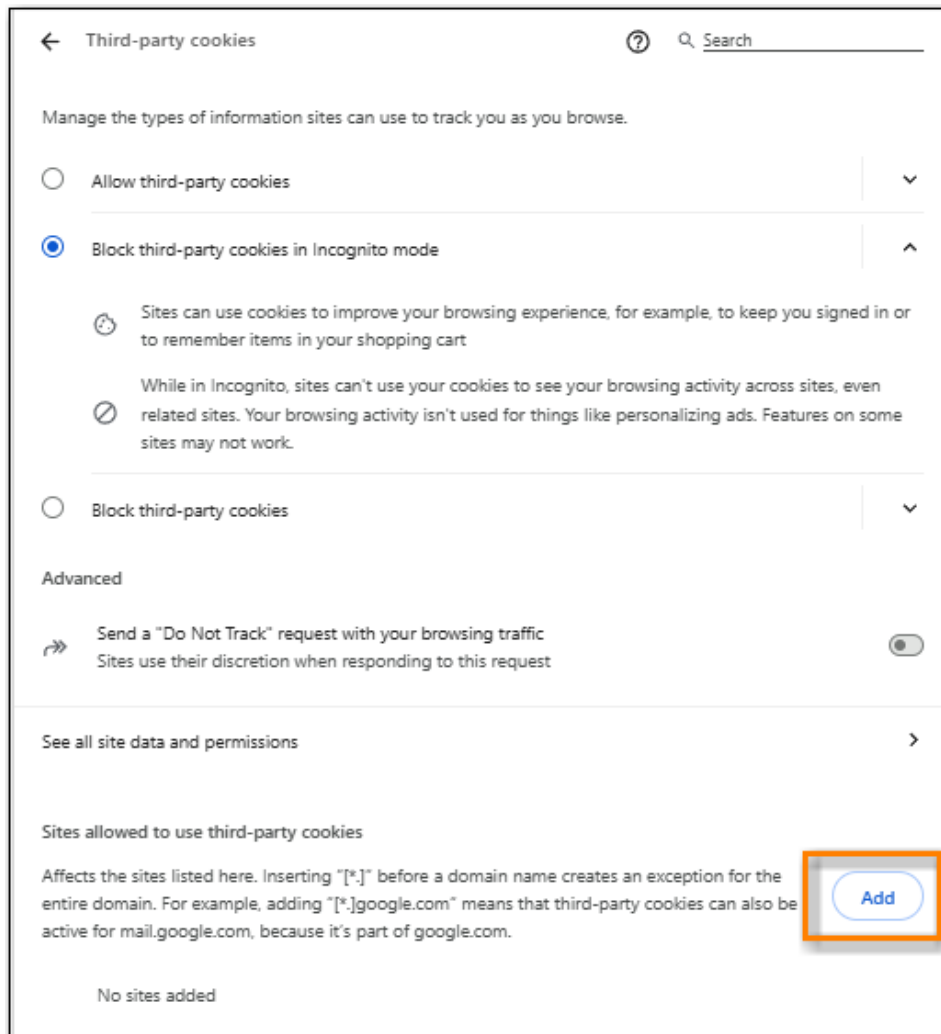 Third-party cookies
Search
Manage the types of information sites can use to track you as you browse.
Allow third-party cookies
Block third-party cookies in Incognito mode
Sites can use cookies to improve your browsing experience, for example, to keep you signed in or
to remember items in your shopping cart
While in Incognito, sites can't use your cookies to see your browsing activity across sites, even
related sites. Your browsing activity isn't used for things like personalizing ads. Features on some
sites may not work.
Block third-party cookies
Advanced
Send a "Do Not Track" request with your browsing traffic
Sites use their discretion when responding to this request
See all site data and permissions
Sites allowed to use third-party cookies
Affects the sites listed here. Inserting "[*.]" before a domain name creates an exception for the
entire domain. For example, adding "[*.]google.com" means that third-party cookies can also be
active for mail.google.com, because it's part of google.com.
Add
No sites added